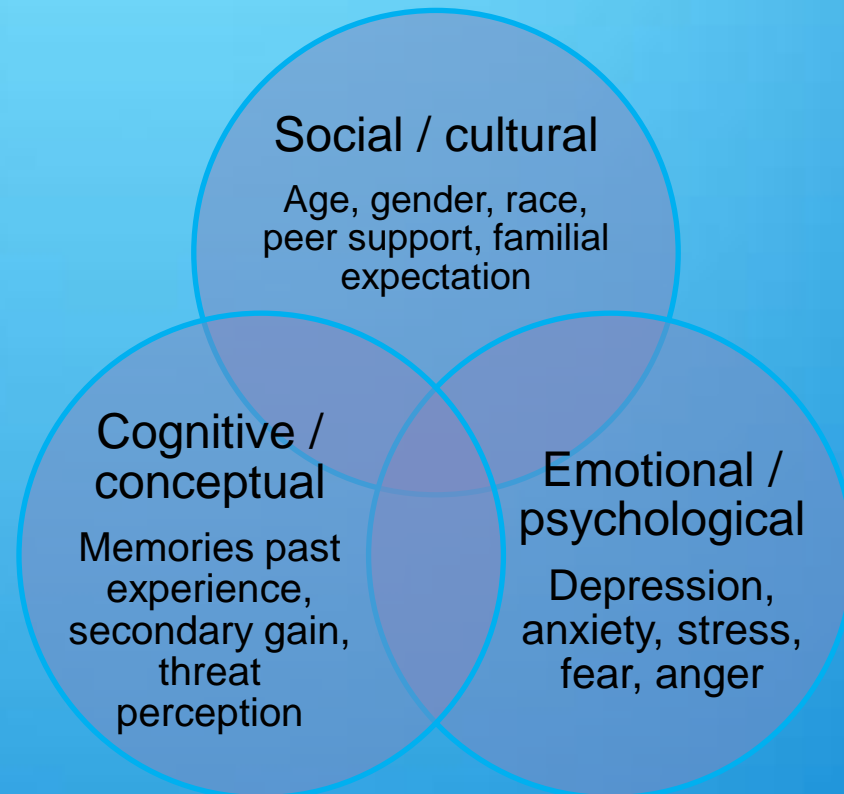 Social / cultural
Age, gender, race,
peer support, familial
expectation
Cognitive /
conceptual
Memories past
experience,
secondary gain,
threat
perception
Emotional /
psychological
Depression,
anxiety, stress,
fear, anger